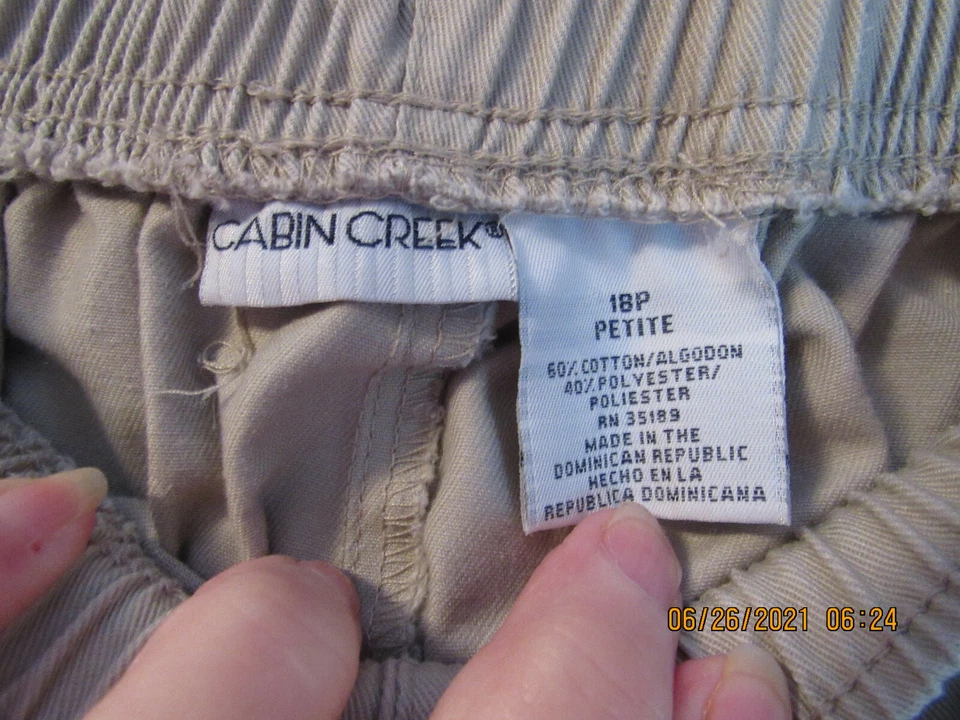 CABIN CREEK®
18P
PETITE
60% COTTON/ALGODON
40% POLYESTER/
POLIESTER
RN 35189
MADE IN THE
DOMINICAN REPUBLIC
HECHO EN LA
REPUBLICA DOMINICANA
06/26/2021 06:24